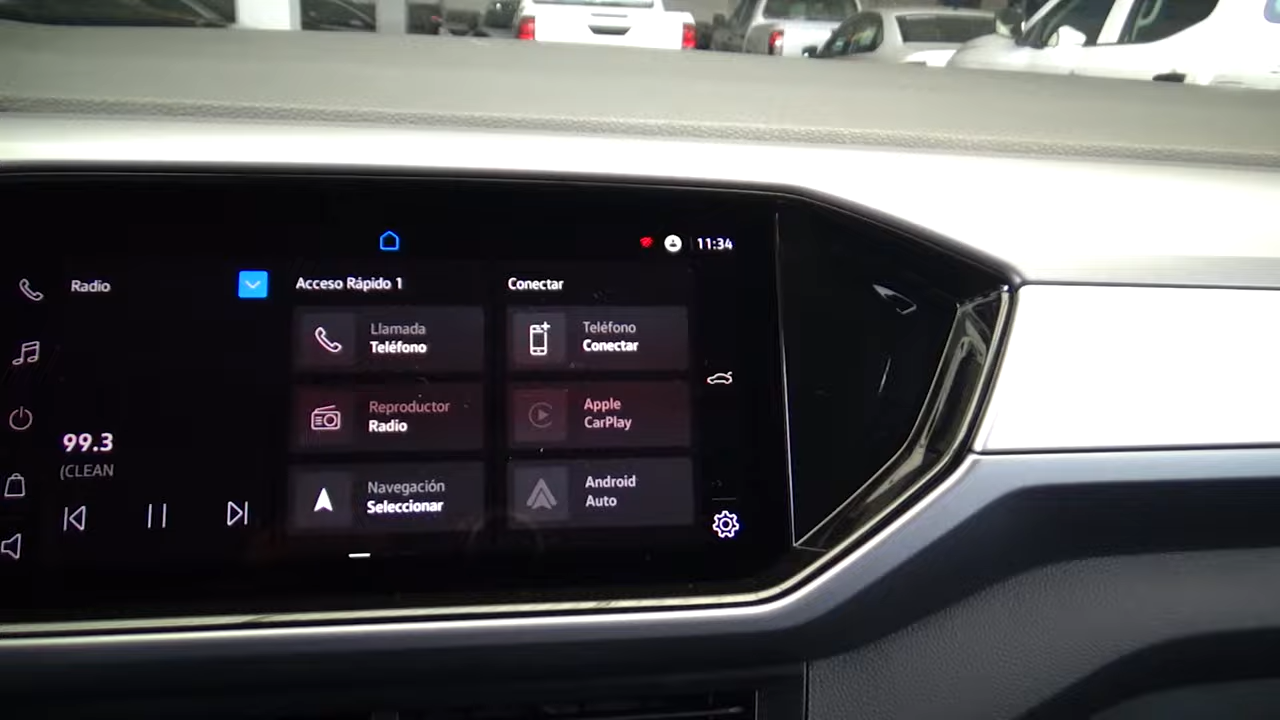 11:34
Radio
Acceso Rápido 1
Conectar
Llamada
Teléfono
Teléfono
Conectar
Reproductor
Radio
Apple
CarPlay
99.3
(CLEAN
Navegación
Seleccionar
Android
Auto